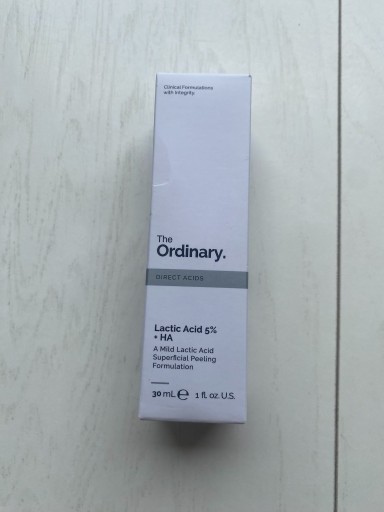 Clinical Formulations
with Integrity.
The
Ordinary.
DIRECT ACIDS
Lactic Acid 5%
+ HA
A Mild Lactic Acid
Superficial Peeling
Formulation
30 mL ℮ 1 fl. oz. U.S.